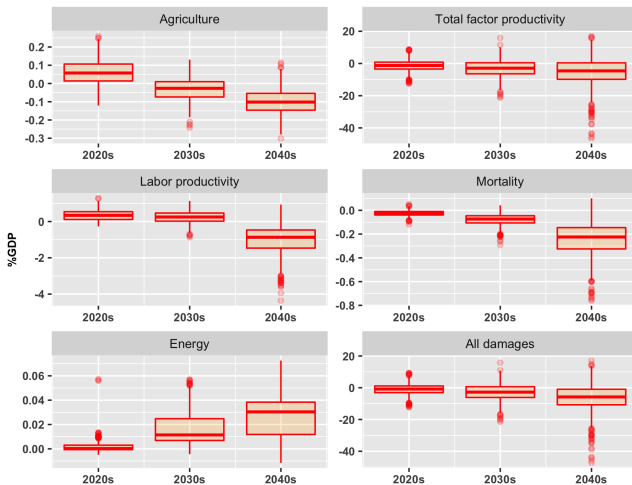 Agriculture
0.2
0.1
0.0
-0.1
-0.2
-0.3
2020s 2030s 2040s
Total factor productivity
20
0
-20
-40
2020s 2030s 2040s
%GDP
Labor productivity
0
-2
-4
2020s 2030s 2040s
Mortality
0.0
-0.2
-0.4
-0.6
-0.8
2020s 2030s 2040s
Energy
0.06
0.04
0.02
0.00
2020s 2030s 2040s
All damages
20
0
-20
-40
2020s 2030s 2040s